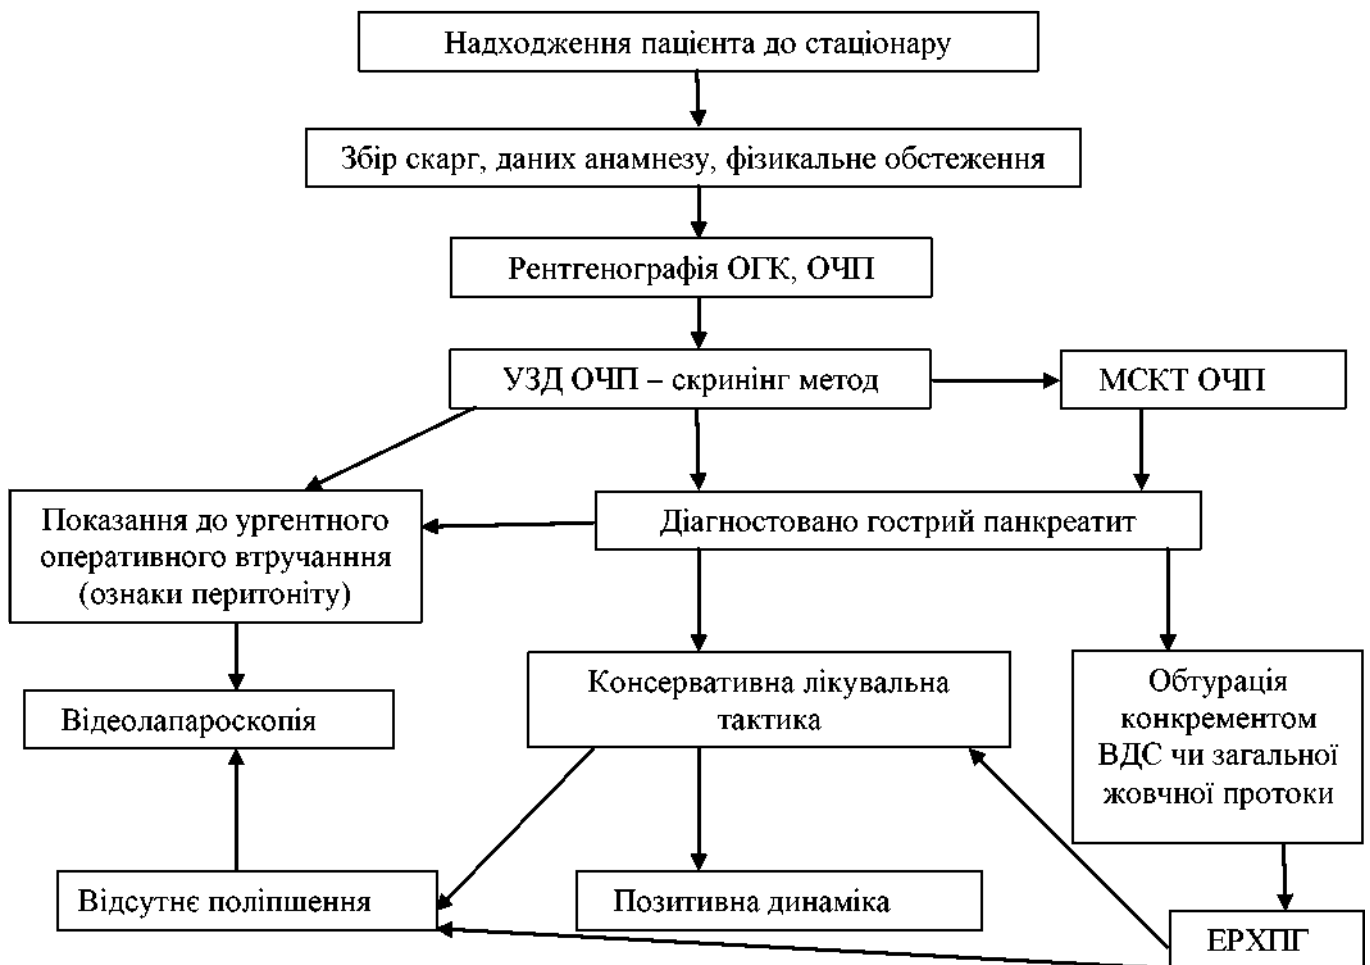 Надходження пацієнта до стаціонару
Збір скарг, даних анамнезу, фізикальне обстеження
Рентгенографія ОГК, ОЧП
УЗД ОЧП – скринінг метод
МСКТ ОЧП
Показання до ургентного
оперативного втручанння
(ознаки перитоніту)
Діагностовано гострий панкреатит
Консервативна лікувальна
тактика
Обтурація
конкрементом
ВДС чи загальної
жовчної протоки
Відеолапароскопія
Відсутнє поліпшення
Позитивна динаміка
ЕРХПГ